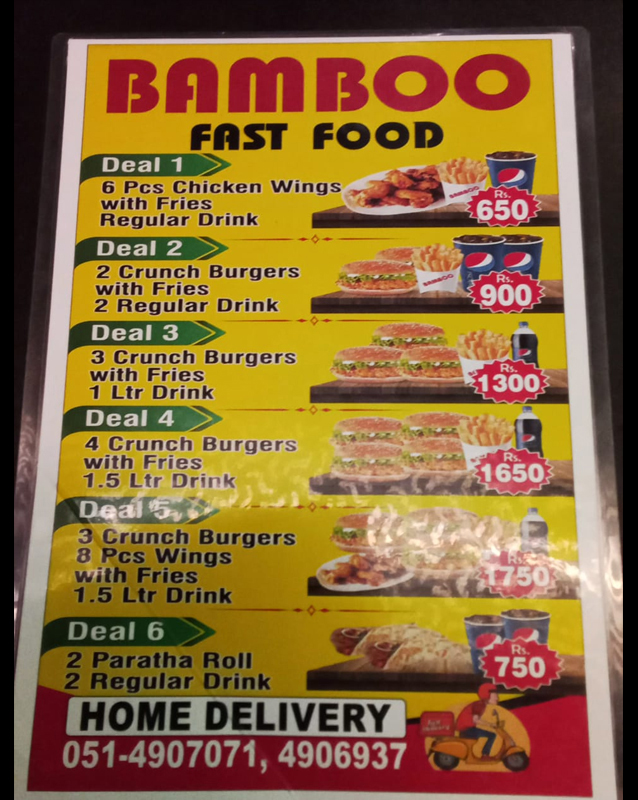 BAMBOO
FAST FOOD
Deal 1
6 Pcs Chicken Wings
with Fries
Regular Drink
BAMBOO
Rs.
650
Deal 2
2 Crunch Burgers
with Fries
2 Regular Drink
BAMBOO
Rs.
900
Deal 3
3 Crunch Burgers
with Fries
1 Ltr Drink
Rs.
1300
Deal 4
4 Crunch Burgers
with Fries
1.5 Ltr Drink
Rs.
1650
Deal 5
3 Crunch Burgers
8 Pcs Wings
with Fries
1.5 Ltr Drink
Rs.
1750
Deal 6
2 Paratha Roll
2 Regular Drink
Rs.
750
HOME DELIVERY
051-4907071, 4906937